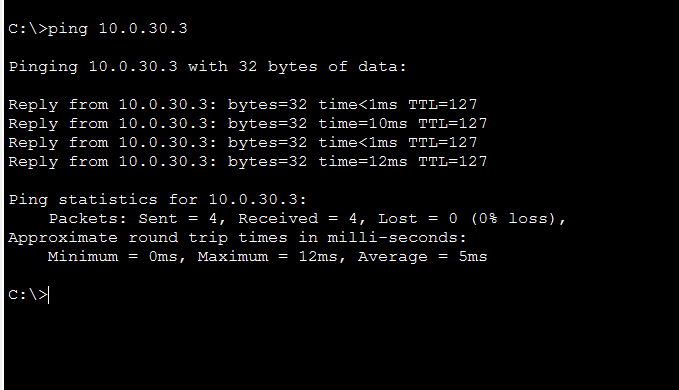 C:\>ping 10.0.30.3
Pinging 10.0.30.3 with 32 bytes of data:
Reply from 10.0.30.3: bytes=32 time<1ms TTL=127
Reply from 10.0.30.3: bytes=32 time=10ms TTL=127
Reply from 10.0.30.3: bytes=32 time<1ms TTL=127
Reply from 10.0.30.3: bytes=32 time=12ms TTL=127
Ping statistics for 10.0.30.3:
    Packets: Sent = 4, Received = 4, Lost = 0 (0% loss),
Approximate round trip times in milli-seconds:
    Minimum = 0ms, Maximum = 12ms, Average = 5ms
C:\>